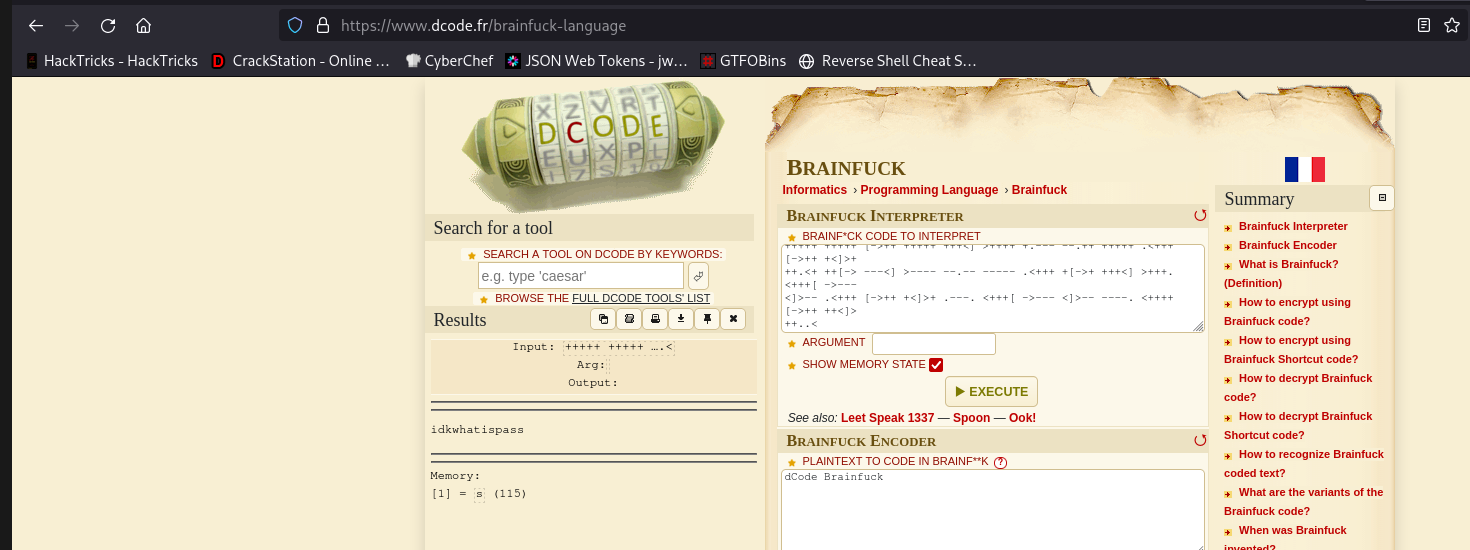 https://www.dcode.fr/brainfuck-language
HackTricks - HackTricks
CrackStation - Online ...
CyberChef
JSON Web Tokens - jw...
GTFOBins
Reverse Shell Cheat S...
X Z V R T
D C O D E
E U X P L
Search for a tool
SEARCH A TOOL ON DCODE BY KEYWORDS:
e.g. type 'caesar'
BROWSE THE FULL DCODE TOOLS' LIST
Results
Input: +++++ +++++ ….<
Arg:
Output:
idkwhatispass
Memory:
[1] = s (115)
BRAINFUCK
Informatics › Programming Language › Brainfuck
BRAINFUCK INTERPRETER
BRAINF*CK CODE TO INTERPRET
[->++ +<]>+
++.<+ ++[-> ---<] >---- --.-- ----- .<+++ +[->+ +++<] >+++.
<+++[ ->---
<]>-- .<+++ [->++ +<]>+ .---. <+++[ ->--- <]>-- ----. <++++
[->++ ++<]>
++..<
ARGUMENT
SHOW MEMORY STATE
EXECUTE
See also: Leet Speak 1337 — Spoon — Ook!
BRAINFUCK ENCODER
PLAINTEXT TO CODE IN BRAINF**K ?
dCode Brainfuck
Summary
Brainfuck Interpreter
Brainfuck Encoder
What is Brainfuck?
(Definition)
How to encrypt using
Brainfuck code?
How to encrypt using
Brainfuck Shortcut code?
How to decrypt Brainfuck
code?
How to decrypt Brainfuck
Shortcut code?
How to recognize Brainfuck
coded text?
What are the variants of the
Brainfuck code?
When was Brainfuck
invented?